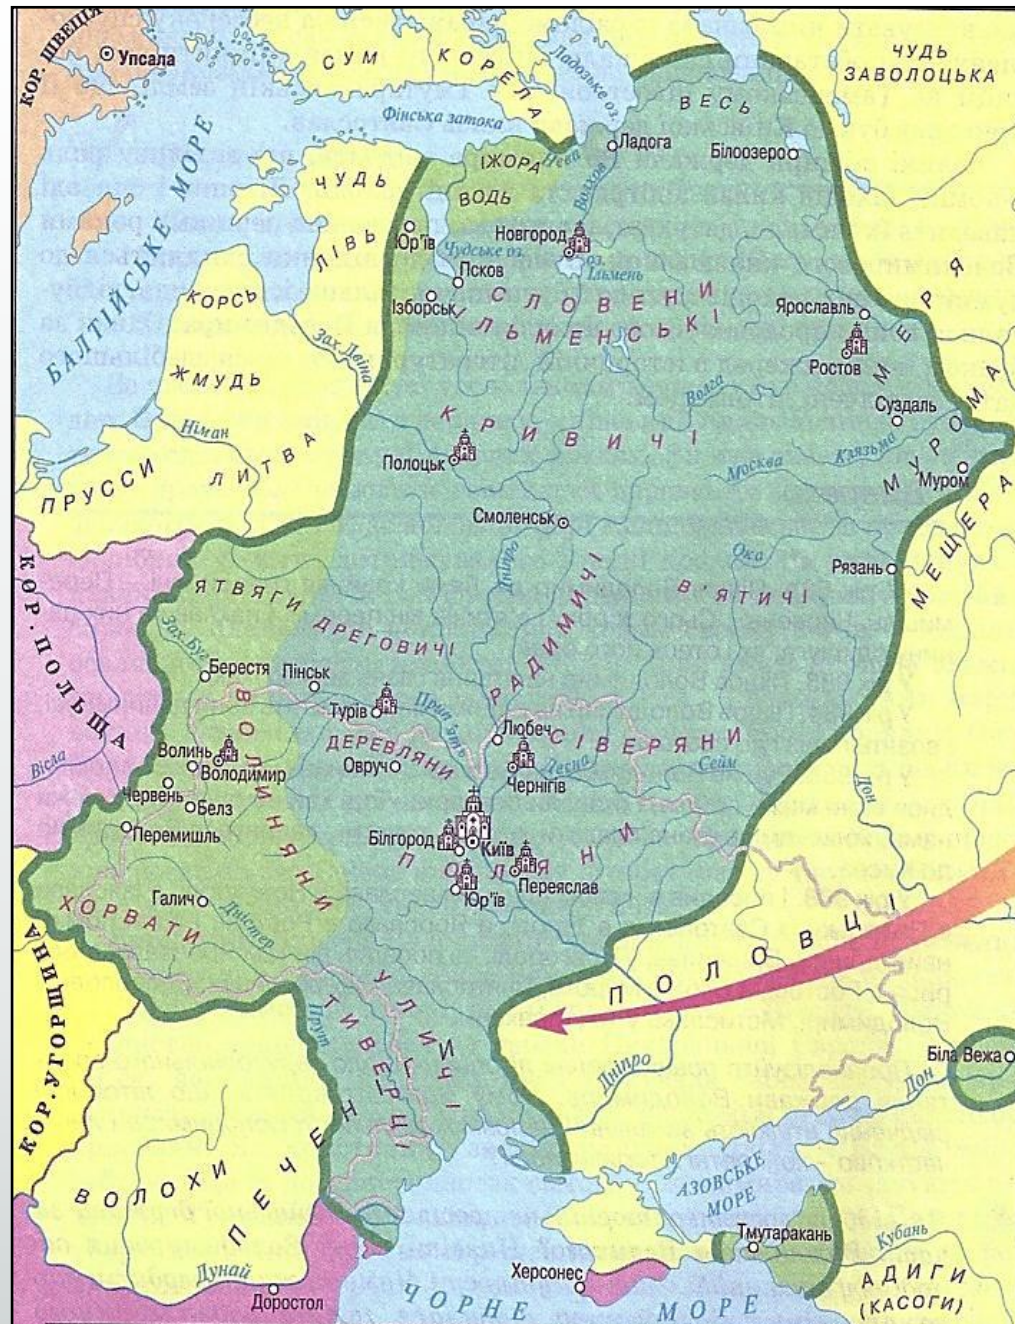 КОР. ШВЕЦІЯ
Упсала
СУМ
КОРЕЛА
Ладозьке оз.
ЧУДЬ
ЗАВОЛОЦЬКА
ВЕСЬ
Фінська затока
Ладога
Білоозеро
БАЛТІЙСЬКЕ МОРЕ
ІЖОРА
Нева
ЧУДЬ
ВОДЬ
Волхов
Юр'їв
Новгород
Чудське оз.
оз. Ільмень
Псков
ЛІВЬ
Ізборськ
СЛОВЕНИ
ІЛЬМЕНСЬКІ
КОРСЬ
Ярославль
МЕРЯ
Ростов
Зах. Двіна
ЖМУДЬ
Волга
Суздаль
КРИВИЧІ
Німан
Полоцьк
Москва
Клязьма
МУРОМА
Муром
ЛИТВА
ПРУССИ
Смоленськ
МЕЩЕРА
Ока
Рязань
Дніпро
КОР. ПОЛЬЩА
ЯТВЯГИ
ДРЕГОВИЧІ
РАДИМИЧІ
ВЯТИЧІ
Зах. Буг
Берестя
Пінськ
Турів
Прип'ять
Любеч
СІВЕРЯНИ
ВОЛИНЯНИ
ДЕРЕВЛЯНИ
Волинь
Володимир
Овруч
Десна
Сейм
Чернігів
Вісла
Червень
Белз
Дон
Перемишль
Білгород
Київ
ПОЛЯНИ
Переяслав
Юр'їв
Галич
ХОРВАТИ
Дністер
КОР. УГОРЩИНА
УЛИЧІ
ТИВЕРЦІ
Прут
ПОЛОВЦІ
Біла Вежа
Дніпро
Дон
ВОЛОХИ
ПЕЧЕНІГИ
АЗОВСЬКЕ
МОРЕ
Тмутаракань
Кубань
Дунай
Доростол
Херсонес
АДИГИ
(КАСОГИ)
ЧОРНЕ МОРЕ